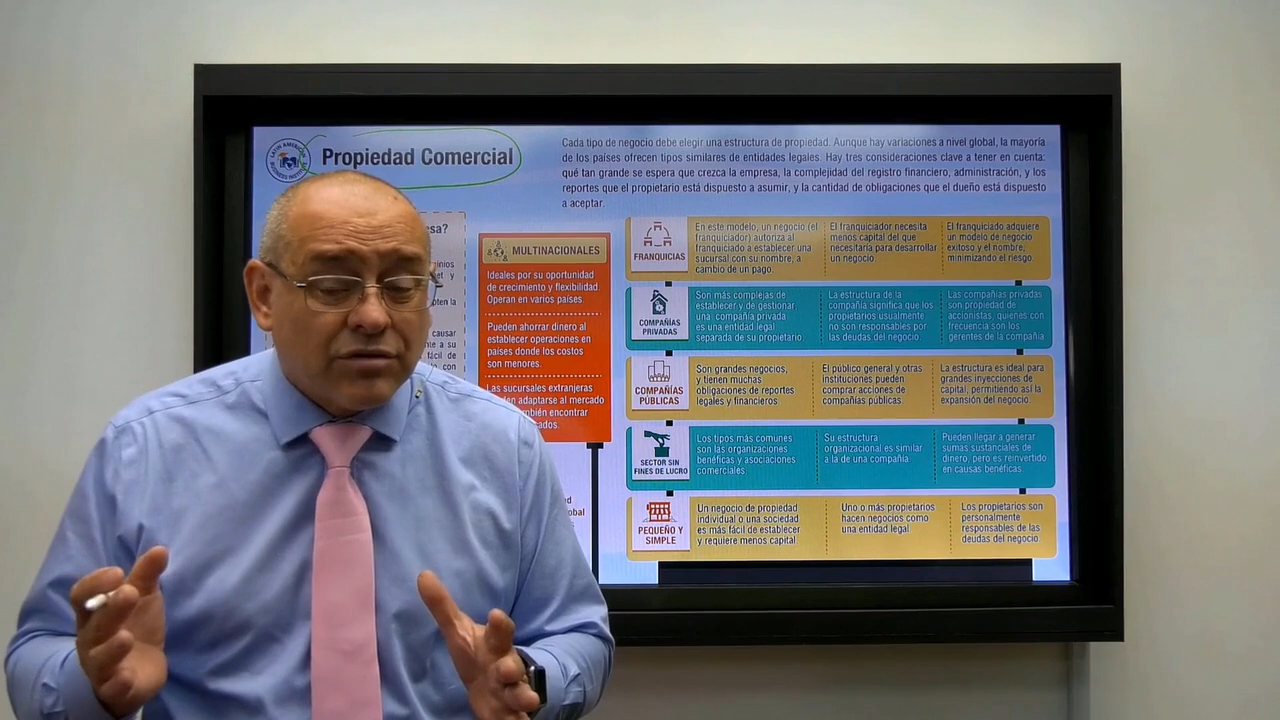 LATIN AMERICAN
BUSINESS
Propiedad Comercial
Cada tipo de negocio debe elegir una estructura de propiedad. Aunque hay variaciones a nivel global, la mayoría
de los países ofrecen tipos similares de entidades legales. Hay tres consideraciones clave a tener en cuenta:
qué tan grande se espera que crezca la empresa, la complejidad del registro financiero, administración, y los
reportes que el propietario está dispuesto a asumir, y la cantidad de obligaciones que el dueño está dispuesto
a aceptar.
sa?
causar
fácil de
MULTINACIONALES
Ideales por su oportunidad
de crecimiento y flexibilidad.
Operan en varios países.
Pueden ahorrar dinero al
establecer operaciones en
países donde los costos
son menores.
Las sucursales extranjeras
adaptarse al mercado
también encontrar
FRANQUICIAS
En este modelo, un negocio (el
franquiciador) autoriza al
franquiciado a establecer una
sucursal con su nombre, a
cambio de un pago.
El franquiciador necesita
menos capital del que
necesitaría para desarrollar
un negocio.
El franquiciado adquiere
un modelo de negocio
exitoso y el nombre,
minimizando el riesgo.
COMPAÑÍAS
PRIVADAS
Son más complejas de
establecer y de gestionar
una compañía privada
es una entidad legal
separada de su propietario.
La estructura de la
compañía significa que los
propietarios usualmente
no son responsables por
las deudas del negocio.
Las compañías privadas
son propiedad de
accionistas, quienes con
frecuencia son los
gerentes de la compañía
COMPAÑÍAS
PÚBLICAS
Son grandes negocios,
y tienen muchas
obligaciones de reportes
legales y financieros.
El público general y otras
instituciones pueden
comprar acciones de
compañías públicas.
La estructura es ideal para
grandes inyecciones de
capital, permitiendo así la
expansión del negocio.
SECTOR SIN
FINES DE LUCRO
Los tipos más comunes
son las organizaciones
benéficas y asociaciones
comerciales.
Su estructura
organizacional es similar
a la de una compañía.
Pueden llegar a generar
sumas sustanciales de
dinero, pero es reinvertido
en causas benéficas.
PEQUEÑO Y
SIMPLE
Un negocio de propiedad
individual o una sociedad
es más fácil de establecer
y requiere menos capital.
Uno o más propietarios
hacen negocios como
una entidad legal.
Los propietarios son
personalmente
responsables de las
deudas del negocio.